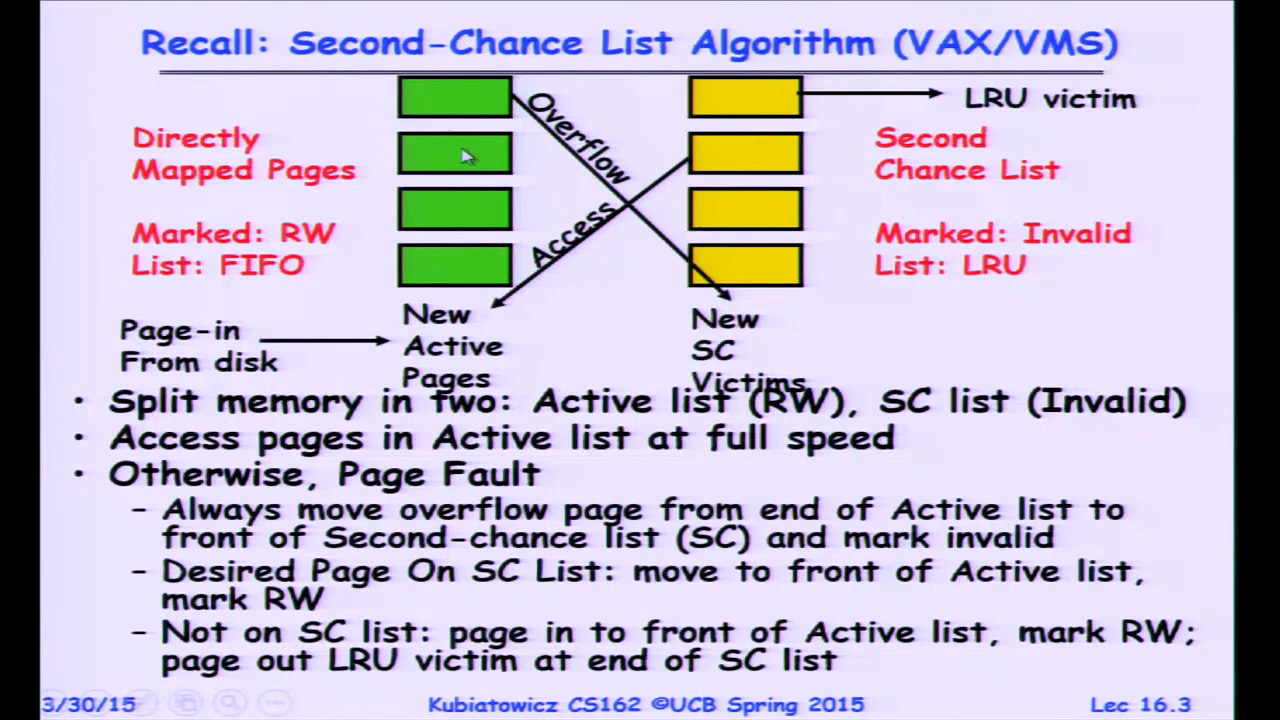 Recall: Second-Chance List Algorithm (VAX/VMS)
Directly
Mapped Pages
Marked: RW
List: FIFO
Overflow
Access
LRU victim
Second
Chance List
Marked: Invalid
List: LRU
Page-in
From disk
New
Active
Pages
New
SC
Victims
• Split memory in two: Active list (RW), SC list (Invalid)
• Access pages in Active list at full speed
• Otherwise, Page Fault
– Always move overflow page from end of Active list to
front of Second-chance list (SC) and mark invalid
– Desired Page On SC List: move to front of Active list,
mark RW
– Not on SC list: page in to front of Active list, mark RW;
page out LRU victim at end of SC list
3/30/15
Kubiatowicz CS162 ©UCB Spring 2015
Lec 16.3